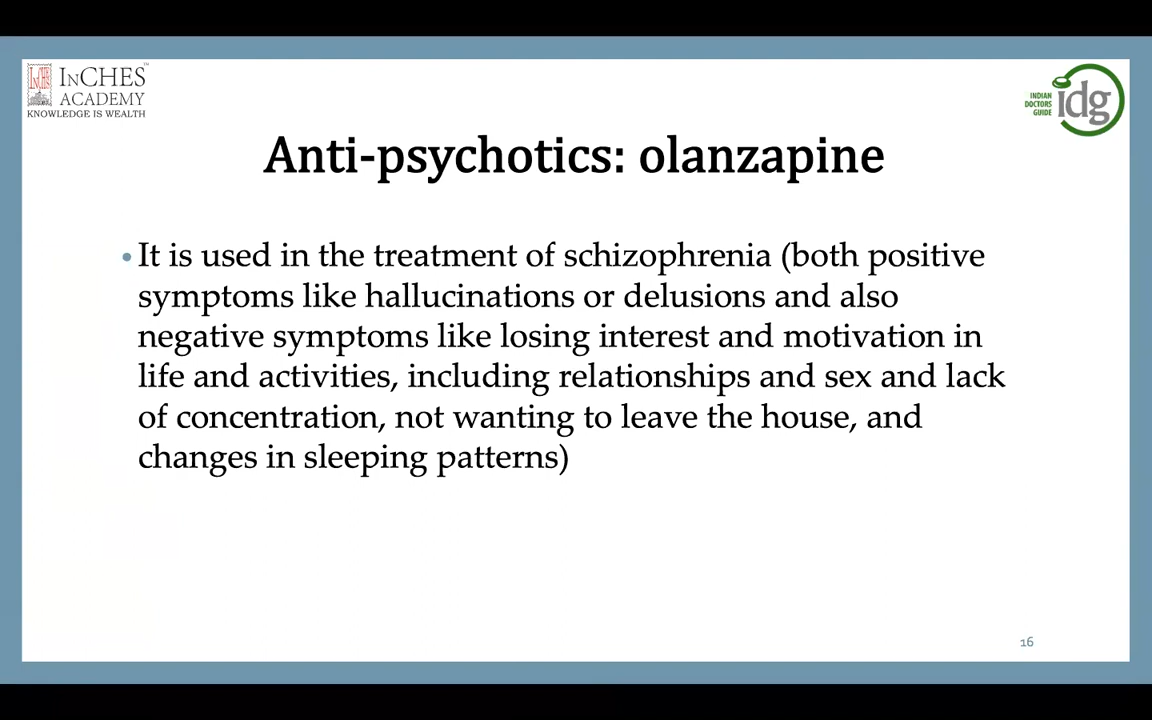 InCHES
ACADEMY
KNOWLEDGE IS WEALTH
INDIAN
DOCTORS
GUIDE
idg
Anti-psychotics: olanzapine
• It is used in the treatment of schizophrenia (both positive
symptoms like hallucinations or delusions and also
negative symptoms like losing interest and motivation in
life and activities, including relationships and sex and lack
of concentration, not wanting to leave the house, and
changes in sleeping patterns)
16